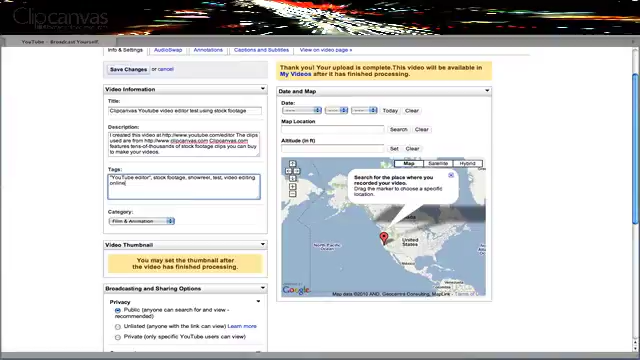 Clipcanvas
YouTube - Broadcast Yourself.
Info & Settings
AudioSwap
Annotations
Captions and Subtitles
View on video page »
Save Changes or cancel
Thank you! Your upload is complete.This video will be available in
My Videos after it has finished processing.
Video Information
Title:
Clipcanvas Youtube video editor test using stock footage
Description:
I created this video at http://www.youtube.com/editor The clips
used are from http://www.clipcanvas.com Clipcanvas.com
features tens-of-thousands of stock footage clips you can buy
to make your videos.
Tags:
"YouTube editor", stock footage, showreel, test, video editing
online
Category:
Film & Animation
Video Thumbnail
You may set the thumbnail after
the video has finished processing.
Broadcasting and Sharing Options
Privacy
Public (anyone can search for and view -
recommended)
Unlisted (anyone with the link can view) Learn more
Private (only specific YouTube users can view)
Date and Map
Date:
Today
Clear
Map Location
Search
Clear
Altitude (in ft)
Set
Clear
Map
Satellite
Hybrid
Search for the place where you
recorded your video.
Drag the marker to choose a specific
location.
North Pacific
Ocean
United
States
Mexico
Google
Map data ©2010 AND, Geocentre Consulting, MapLink - Terms of Use